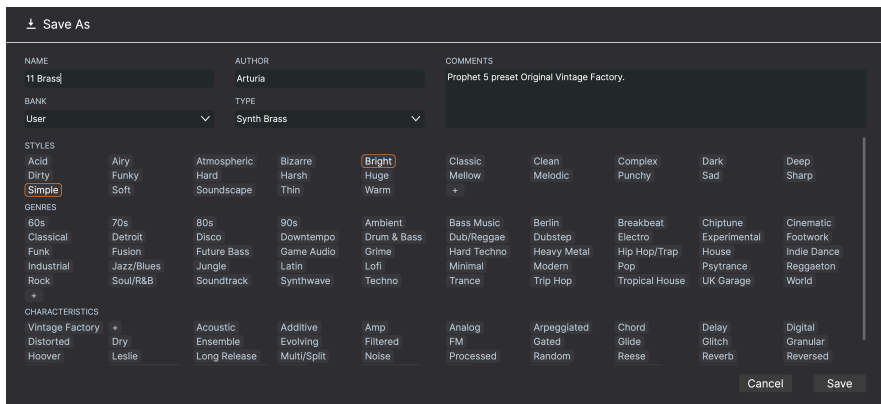 Save As
NAME AUTHOR COMMENTS
11 Brass Arturia Prophet 5 preset Original Vintage Factory.
BANK TYPE
User Synth Brass
STYLES
Acid Airy Atmospheric Bizarre Bright Classic Clean Complex Dark Deep
Dirty Funky Hard Harsh Huge Mellow Melodic Punchy Sad Sharp
Simple Soft Soundscape Thin Warm +
GENRES
60s 70s 80s 90s Ambient Bass Music Berlin Breakbeat Chiptune Cinematic
Classical Detroit Disco Downtempo Drum & Bass Dub/Reggae Dubstep Electro Experimental Footwork
Funk Fusion Future Bass Game Audio Grime Hard Techno Heavy Metal Hip Hop/Trap House Indie Dance
Industrial Jazz/Blues Jungle Latin Lofi Minimal Modern Pop Psytrance Reggaeton
Rock Soul/R&B Soundtrack Synthwave Techno Trance Trip Hop Tropical House UK Garage World
+
CHARACTERISTICS
Vintage Factory + Acoustic Additive Amp Analog Arpeggiated Chord Delay Digital
Distorted Dry Ensemble Evolving Filtered FM Gated Glide Glitch Granular
Hoover Leslie Long Release Multi/Split Noise Processed Random Reese Reverb Reversed
Cancel Save